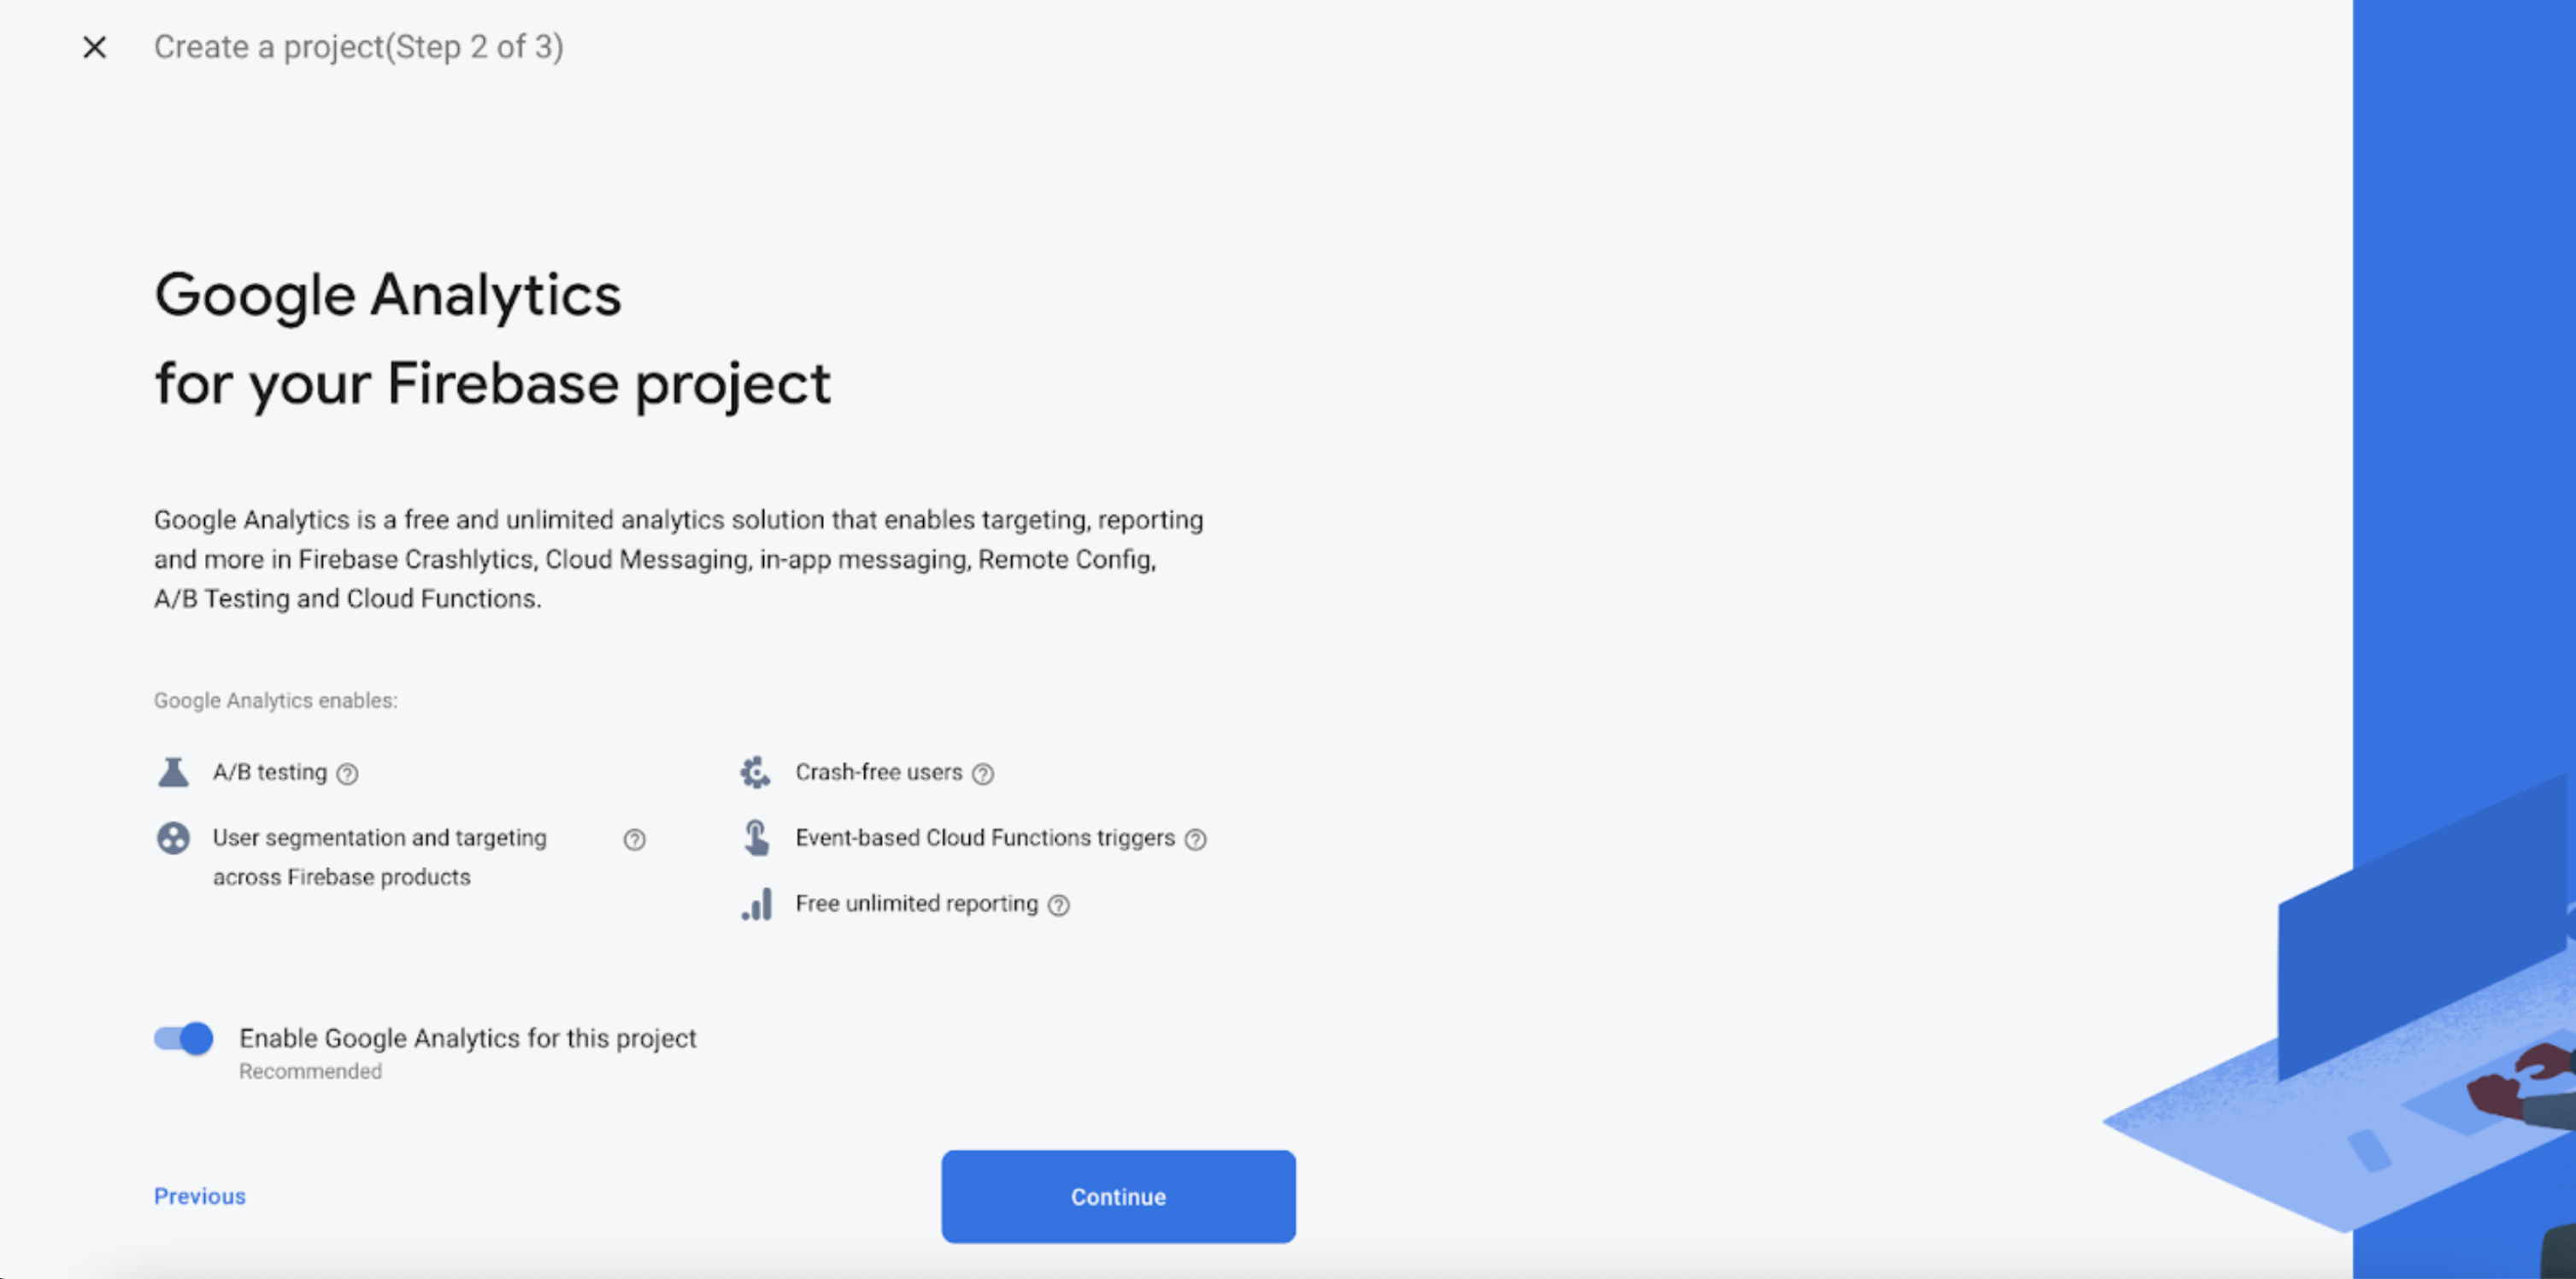 Create a project(Step 2 of 3)
Google Analytics
for your Firebase project
Google Analytics is a free and unlimited analytics solution that enables targeting, reporting
and more in Firebase Crashlytics, Cloud Messaging, in-app messaging, Remote Config,
A/B Testing and Cloud Functions.
Google Analytics enables:
A/B testing
User segmentation and targeting
across Firebase products
Crash-free users
Event-based Cloud Functions triggers
Free unlimited reporting
Enable Google Analytics for this project
Recommended
Previous
Continue